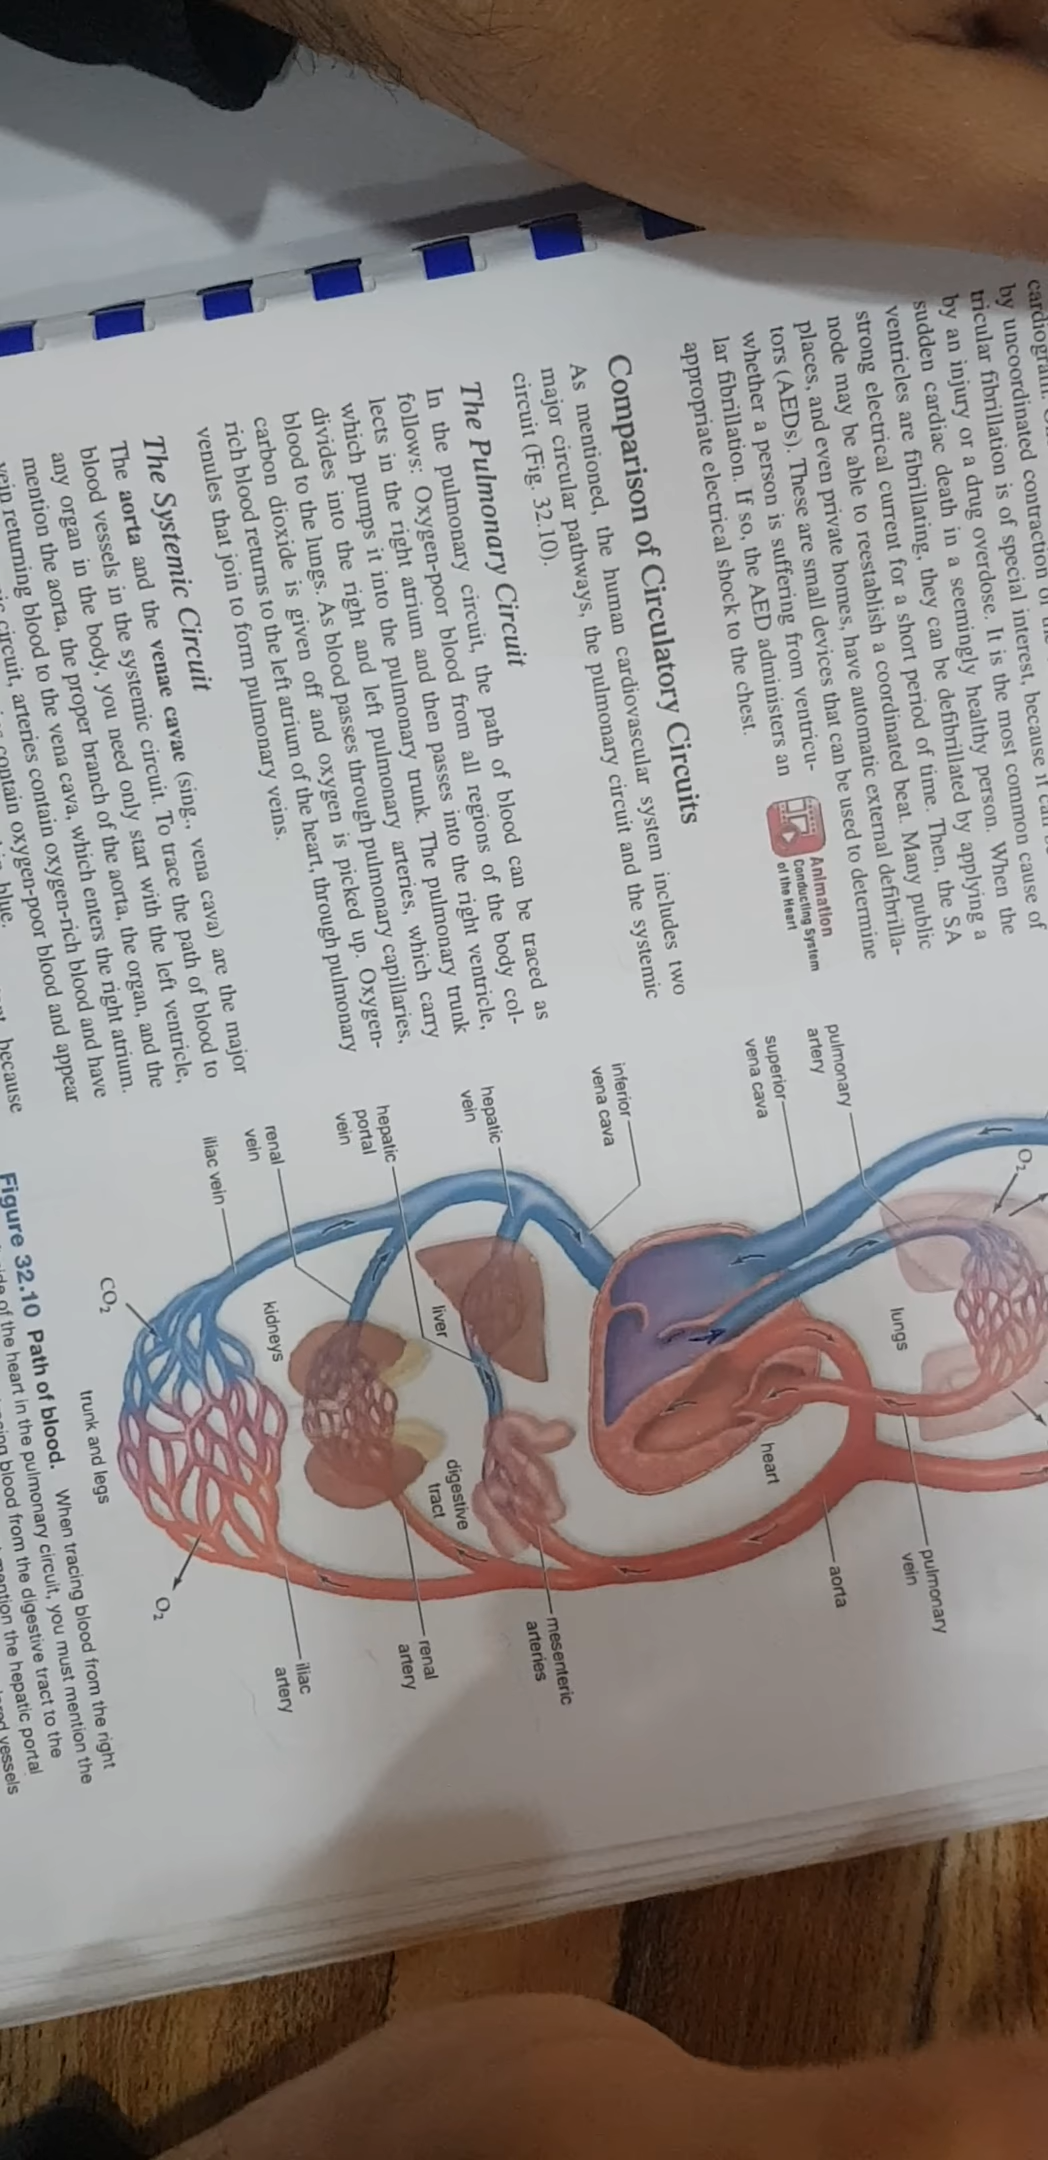 by uncoordinated contraction of the
tricular fibrillation is of special interest, because it can be
by an injury or a drug overdose. It is the most common cause of
sudden cardiac death in a seemingly healthy person. When the
ventricles are fibrillating, they can be defibrillated by applying a
strong electrical current for a short period of time. Then, the SA
node may be able to reestablish a coordinated beat. Many public
places, and even private homes, have automatic external defibrilla-
tors (AEDs). These are small devices that can be used to determine
whether a person is suffering from ventricu-
lar fibrillation. If so, the AED administers an
appropriate electrical shock to the chest.
Animation
Conducting System
of the Heart
Comparison of Circulatory Circuits
As mentioned, the human cardiovascular system includes two
major circular pathways, the pulmonary circuit and the systemic
circuit (Fig. 32.10).
The Pulmonary Circuit
In the pulmonary circuit, the path of blood can be traced as
follows: Oxygen-poor blood from all regions of the body col-
lects in the right atrium and then passes into the right ventricle,
which pumps it into the pulmonary trunk. The pulmonary trunk
divides into the right and left pulmonary arteries, which carry
blood to the lungs. As blood passes through pulmonary capillaries,
carbon dioxide is given off and oxygen is picked up. Oxygen-
rich blood returns to the left atrium of the heart, through pulmonary
venules that join to form pulmonary veins.
The Systemic Circuit
The aorta and the venae cavae (sing., vena cava) are the major
blood vessels in the systemic circuit. To trace the path of blood to
any organ in the body, you need only start with the left ventricle,
mention the aorta, the proper branch of the aorta, the organ, and the
vein returning blood to the vena cava, which enters the right atrium.
circuit, arteries contain oxygen-rich blood and have
contain oxygen-poor blood and appear
blue.
because
O2
pulmonary
artery
superior
vena cava
lungs
pulmonary
vein
heart
aorta
inferior
vena cava
hepatic
vein
liver
digestive
tract
mesenteric
arteries
hepatic
portal
vein
renal
vein
kidneys
renal
artery
iliac vein
iliac
artery
CO2
trunk and legs
O2
Figure 32.10 Path of blood. When tracing blood from the right
of the heart in the pulmonary circuit, you must mention the
blood from the digestive tract to the
mention the hepatic portal
vessels